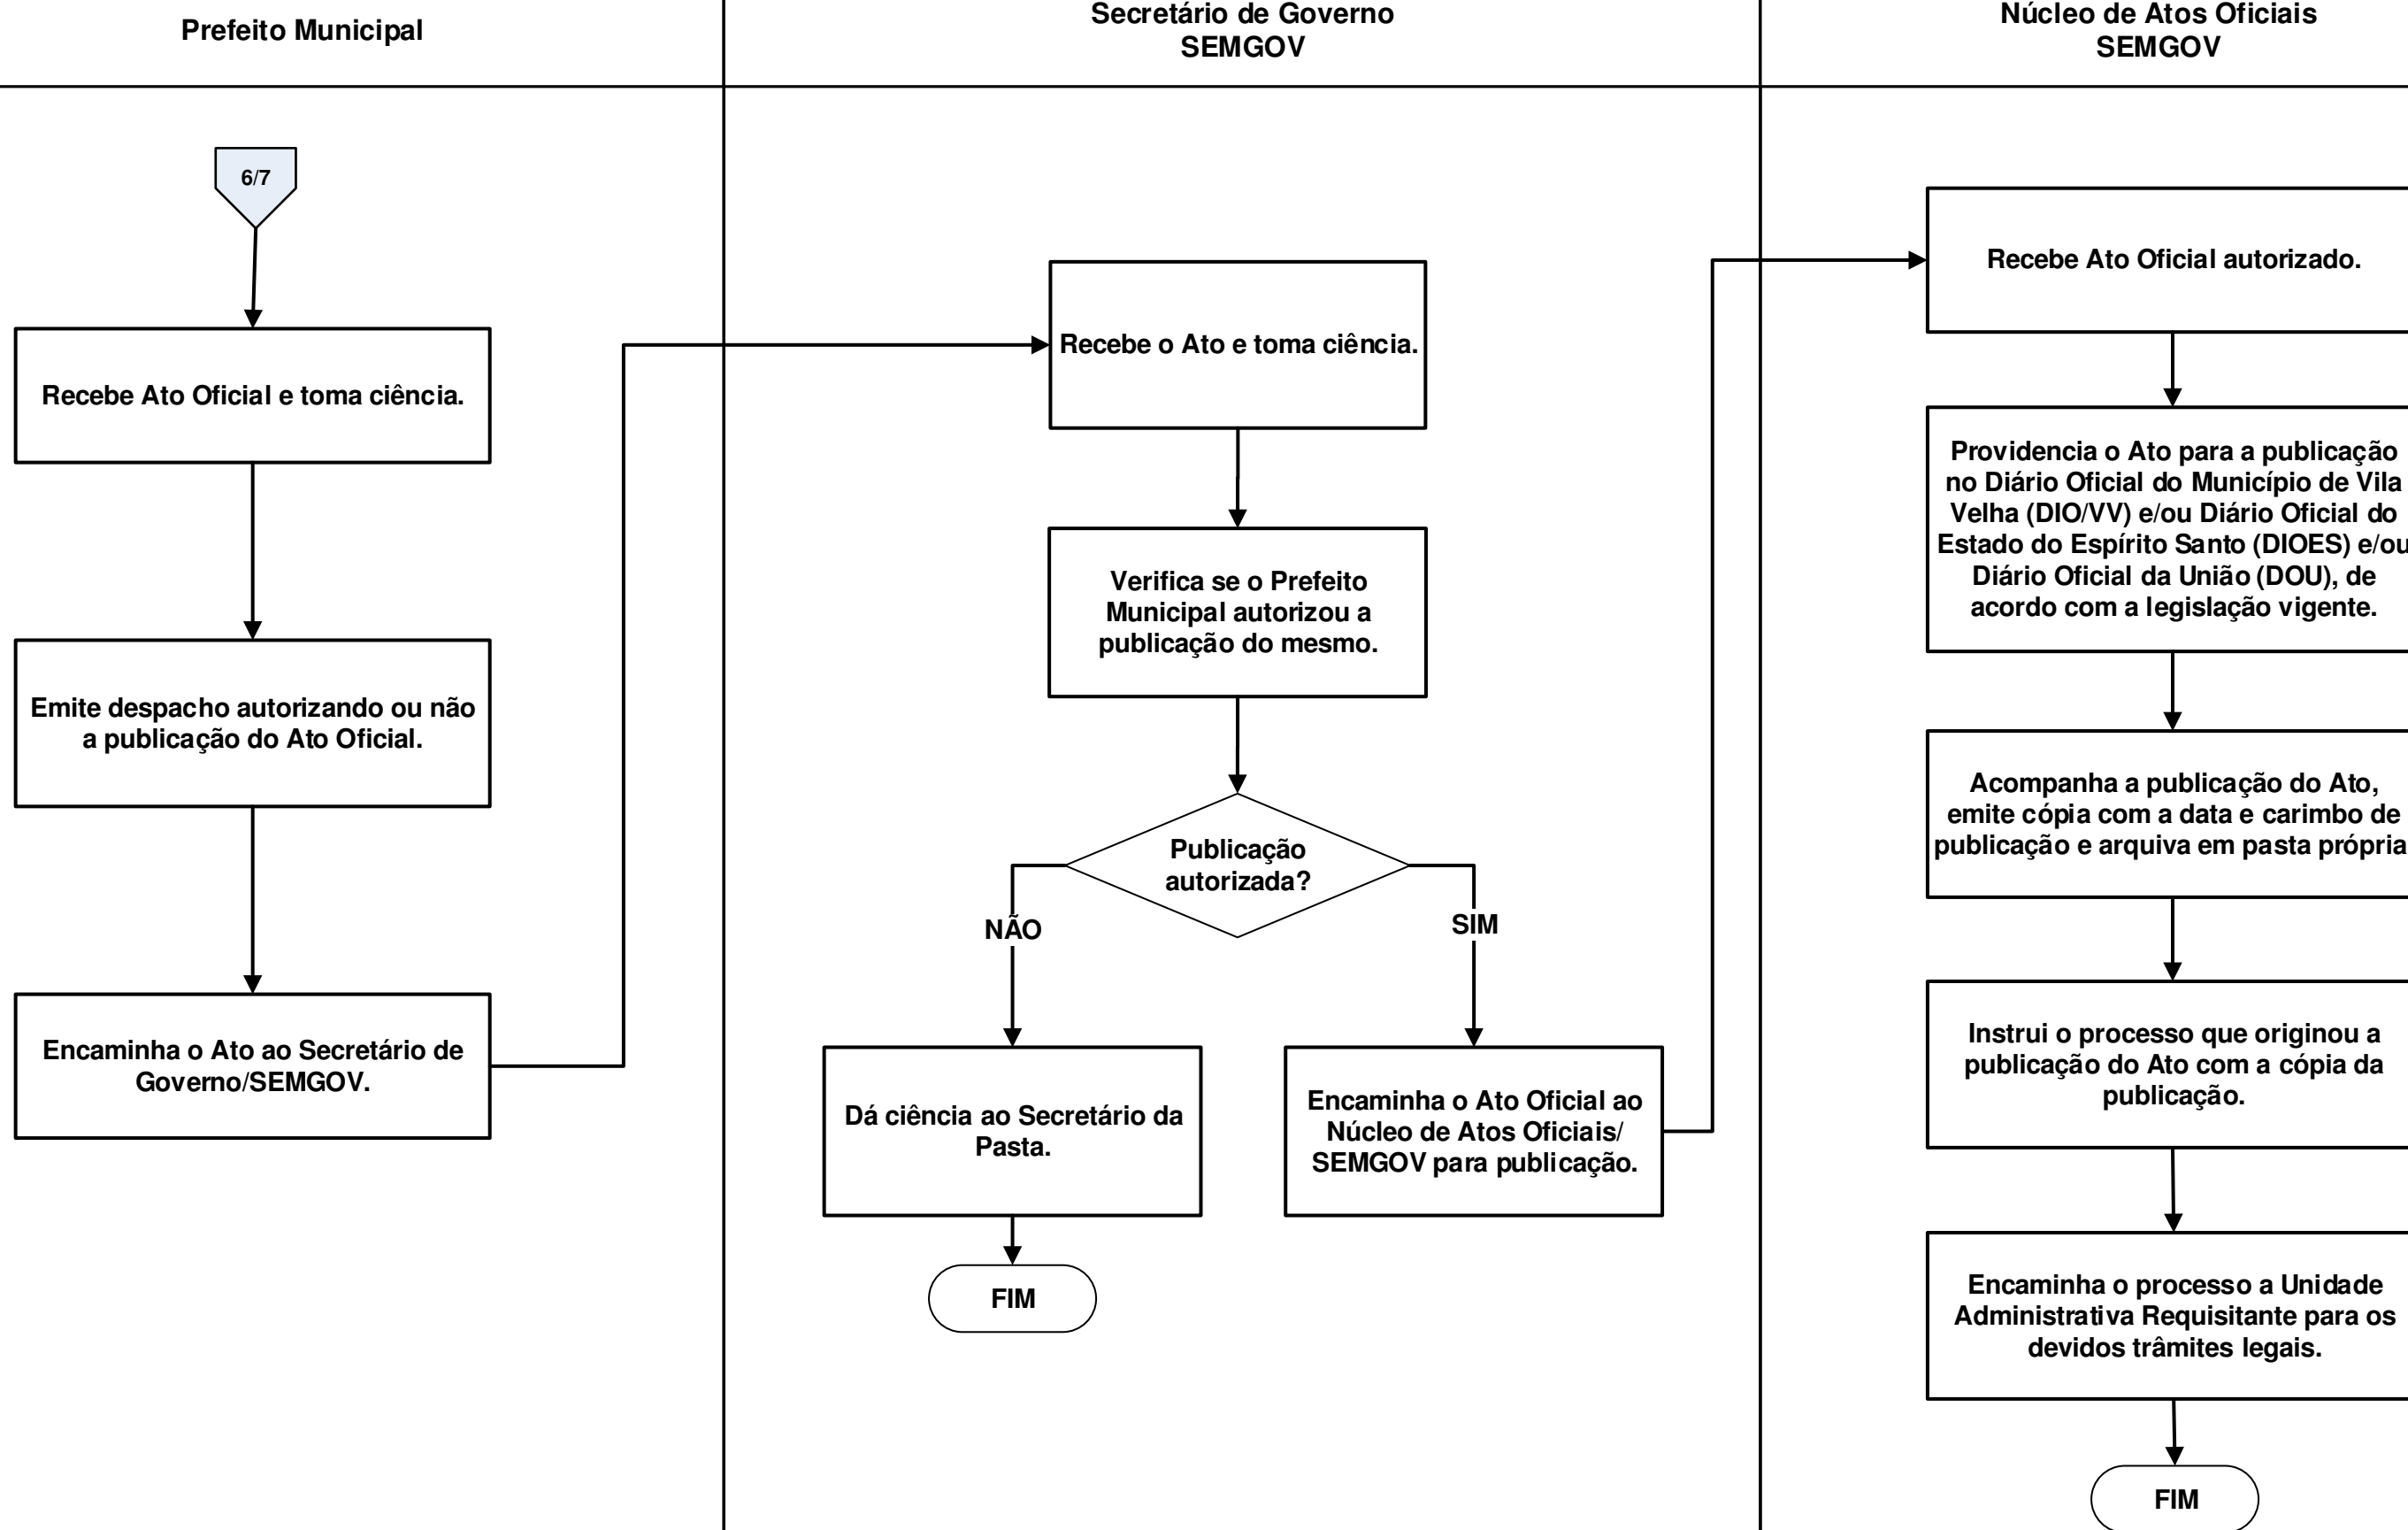 Prefeito Municipal
Secretário de Governo
SEMGOV
Núcleo de Atos Oficiais
SEMGOV
6/7
Recebe Ato Oficial e toma ciência.
Emite despacho autorizando ou não
a publicação do Ato Oficial.
Encaminha o Ato ao Secretário de
Governo/SEMGOV.
Recebe o Ato e toma ciência.
Verifica se o Prefeito
Municipal autorizou a
publicação do mesmo.
Publicação
autorizada?
NÃO
SIM
Dá ciência ao Secretário da
Pasta.
FIM
Encaminha o Ato Oficial ao
Núcleo de Atos Oficiais/
SEMGOV para publicação.
Recebe Ato Oficial autorizado.
Providencia o Ato para a publicação
no Diário Oficial do Município de Vila
Velha (DIO/VV) e/ou Diário Oficial do
Estado do Espírito Santo (DIOES) e/ou
Diário Oficial da União (DOU), de
acordo com a legislação vigente.
Acompanha a publicação do Ato,
emite cópia com a data e carimbo de
publicação e arquiva em pasta própria
Instrui o processo que originou a
publicação do Ato com a cópia da
publicação.
Encaminha o processo a Unidade
Administrativa Requisitante para os
devidos trâmites legais.
FIM